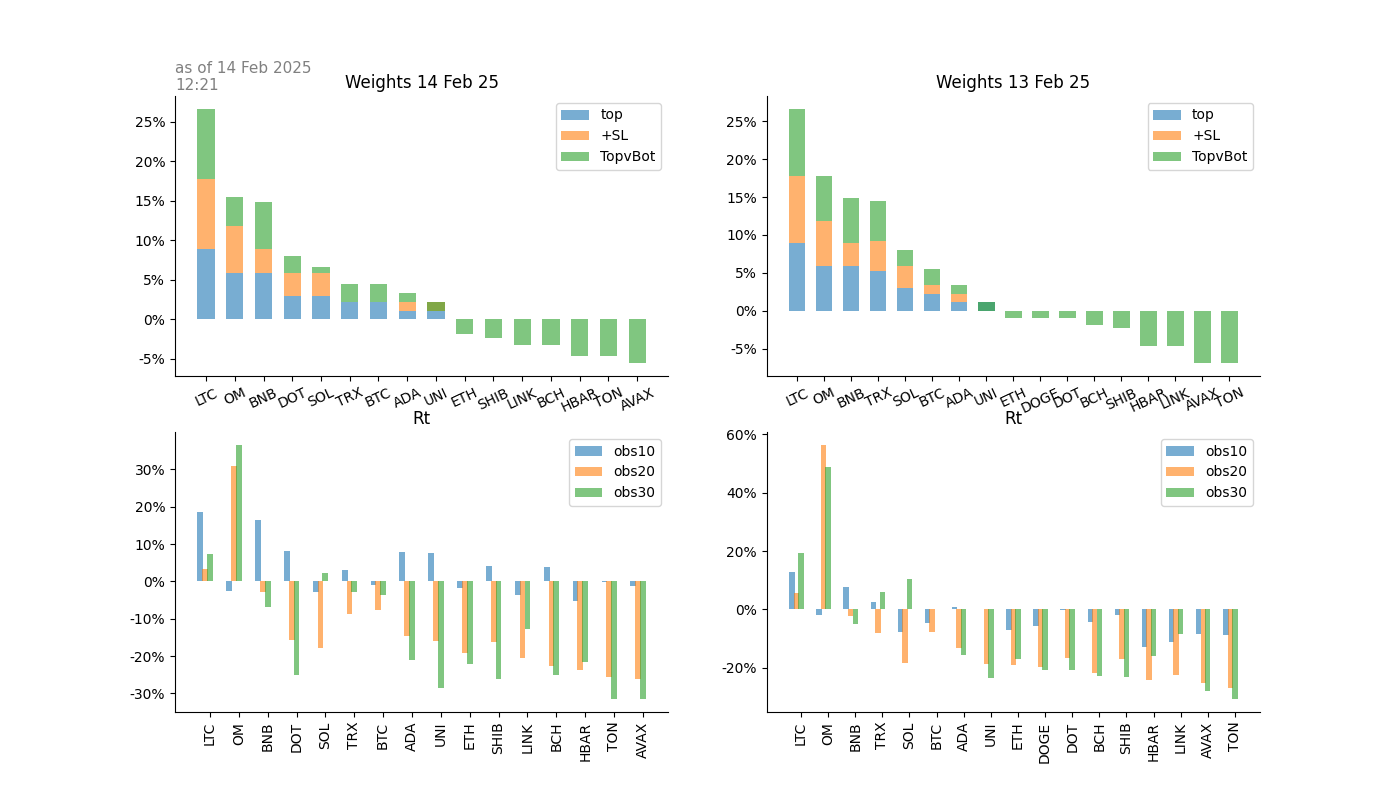 as of 14 Feb 2025
12:21
Weights 14 Feb 25
25%
20%
15%
10%
5%
0%
-5%
top
+SL
TopvBot
LTC OM BNB DOT SOL TRX BTC ADA UNI ETH SHIB LINK BCH HBAR TON AVAX
Weights 13 Feb 25
25%
20%
15%
10%
5%
0%
-5%
top
+SL
TopvBot
LTC OM BNB TRX SOL BTC ADA UNI ETH DOGE DOT BCH SHIB HBAR LINK AVAX TON
Rt
30%
20%
10%
0%
-10%
-20%
-30%
obs10
obs20
obs30
LTC OM BNB DOT SOL TRX BTC ADA UNI ETH SHIB LINK BCH HBAR TON AVAX
Rt
60%
40%
20%
0%
-20%
obs10
obs20
obs30
LTC OM BNB TRX SOL BTC ADA UNI ETH DOGE DOT BCH SHIB HBAR LINK AVAX TON